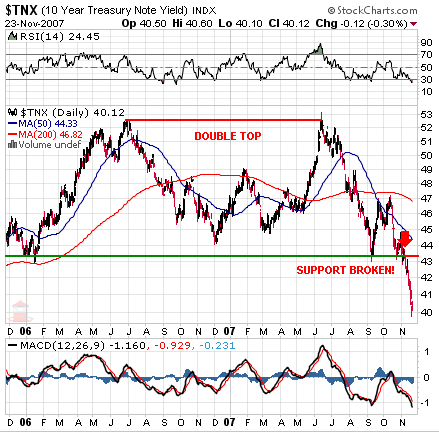 $TNX (10 Year Treasury Note Yield) INDX © StockCharts.com
23-Nov-2007 Op 40.50 Hi 40.60 Lo 40.10 Cl 40.12 Chg -0.12 (-0.30%)
RSI(14) 24.45
90
70
50
30
10
$TNX (Daily) 40.12
MA(50) 44.33
MA(200) 46.82
Volume undef
DOUBLE TOP
53
52
51
50
49
48
47
46
45
44
43
42
41
40
SUPPORT BROKEN!
D 06 F M A M J J A S O N D 07 F M A M J J A S O N
MACD(12,26,9) -1.160, -0.929, -0.231
1
0
-1
D 06 F M A M J J A S O N D 07 F M A M J J A S O N